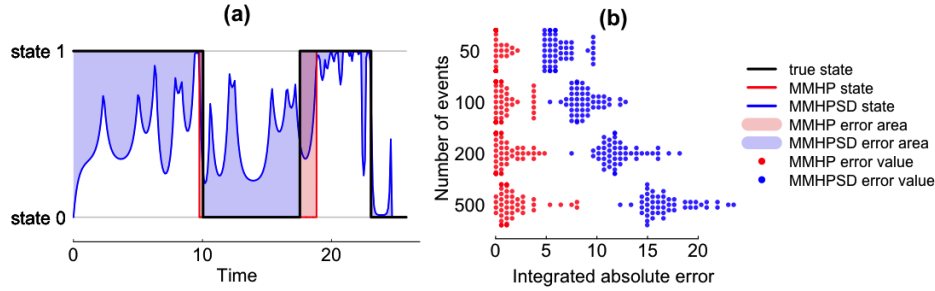 (a)
state 1
state 0
0 10 20
Time
(b)
Number of events
50
100
200
500
0 5 10 15 20
Integrated absolute error
true state
MMHP state
MMHPSD state
MMHP error area
MMHPSD error area
MMHP error value
MMHPSD error value